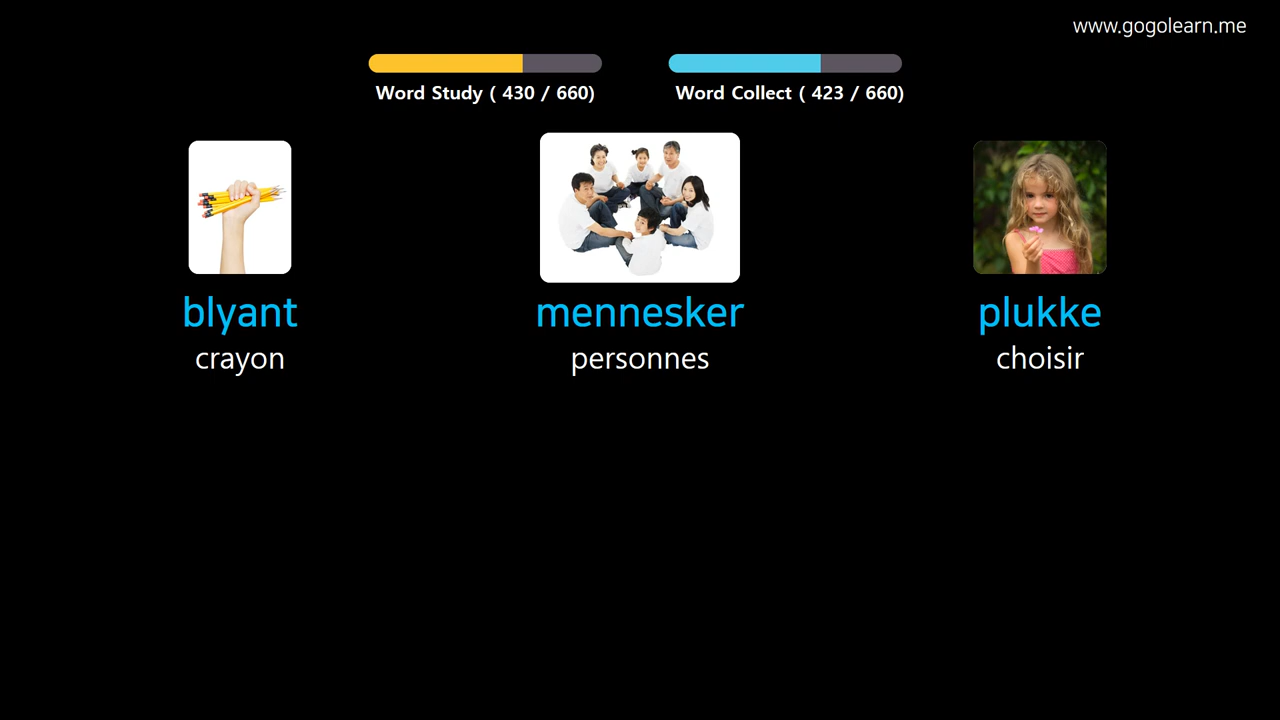 www.gogolearn.me
Word Study ( 430 / 660)
Word Collect ( 423 / 660)
blyant
crayon
mennesker
personnes
plukke
choisir